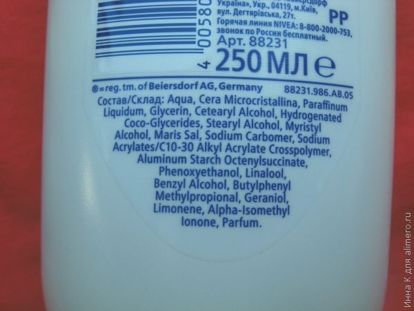 Україна", Укр., 04119, м.Київ,
вул. Дегтярівська, 27т.
Горячая линия NIVEA: 8-800-2000-753,
звонок по России бесплатный.
PP
Арт. 88231
4 00580
250 МЛ ℮
®=reg. tm. of Beiersdorf AG, Germany
88231.986.AB.05
Состав/Склад: Aqua, Cera Microcristallina, Paraffinum
Liquidum, Glycerin, Cetearyl Alcohol, Hydrogenated
Coco-Glycerides, Stearyl Alcohol, Myristyl
Alcohol, Maris Sal, Sodium Carbomer, Sodium
Acrylates/C10-30 Alkyl Acrylate Crosspolymer,
Aluminum Starch Octenylsuccinate,
Phenoxyethanol, Linalool,
Benzyl Alcohol, Butylphenyl
Methylpropional, Geraniol,
Limonene, Alpha-Isomethyl
Ionone, Parfum.
Инна К для alimero.ru